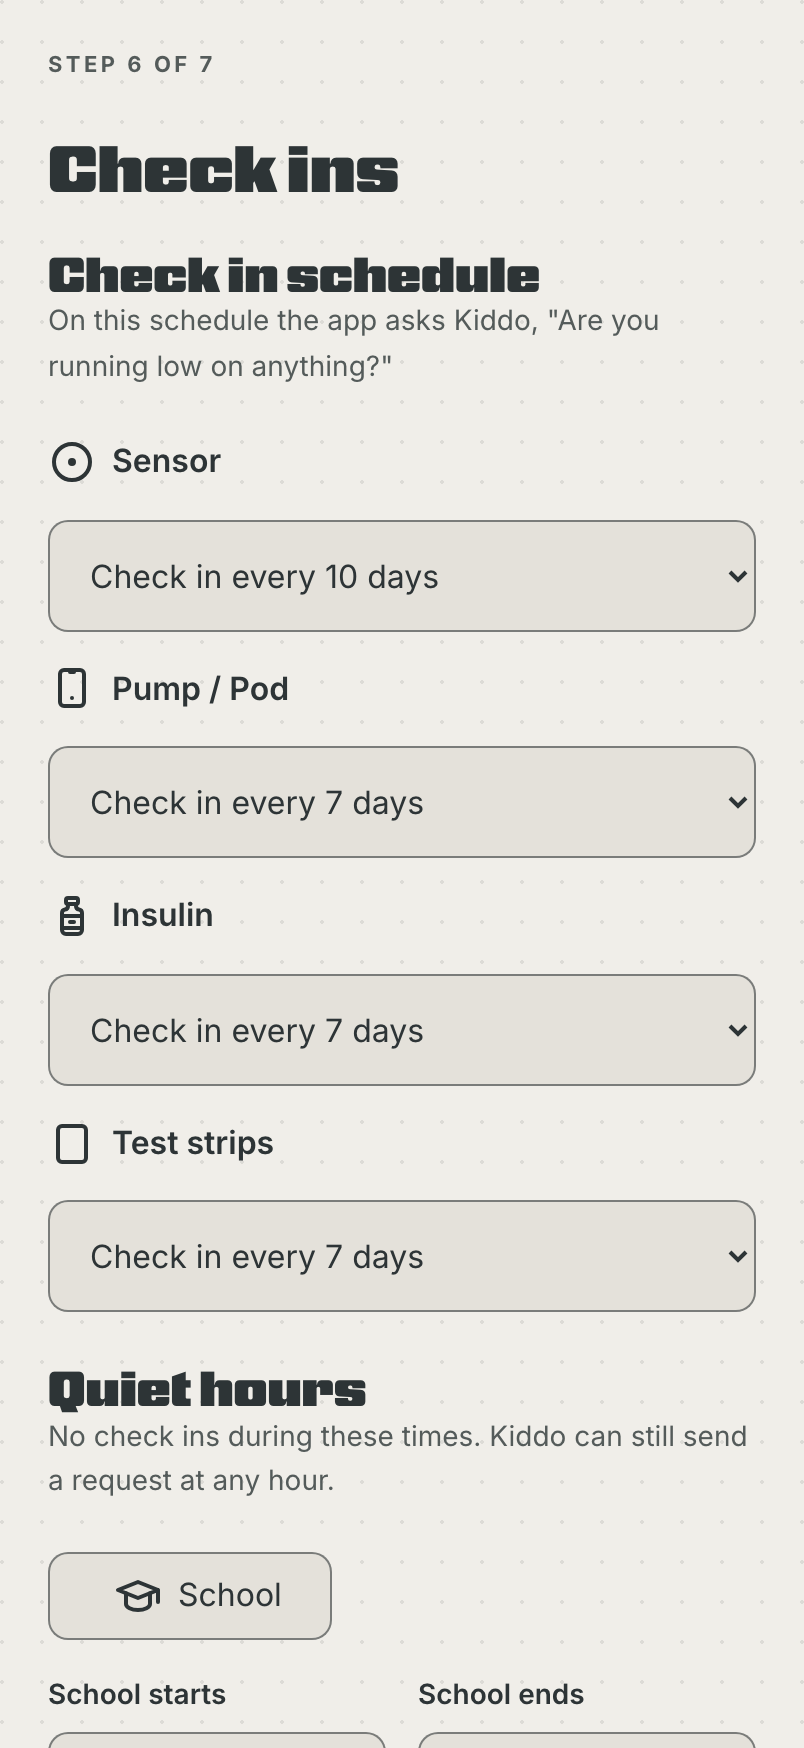 STEP 6 OF 7
Check ins
Check in schedule
On this schedule the app asks Kiddo, "Are you
running low on anything?"
Sensor
Check in every 10 days
Pump / Pod
Check in every 7 days
Insulin
Check in every 7 days
Test strips
Check in every 7 days
Quiet hours
No check ins during these times. Kiddo can still send
a request at any hour.
School
School starts
School ends